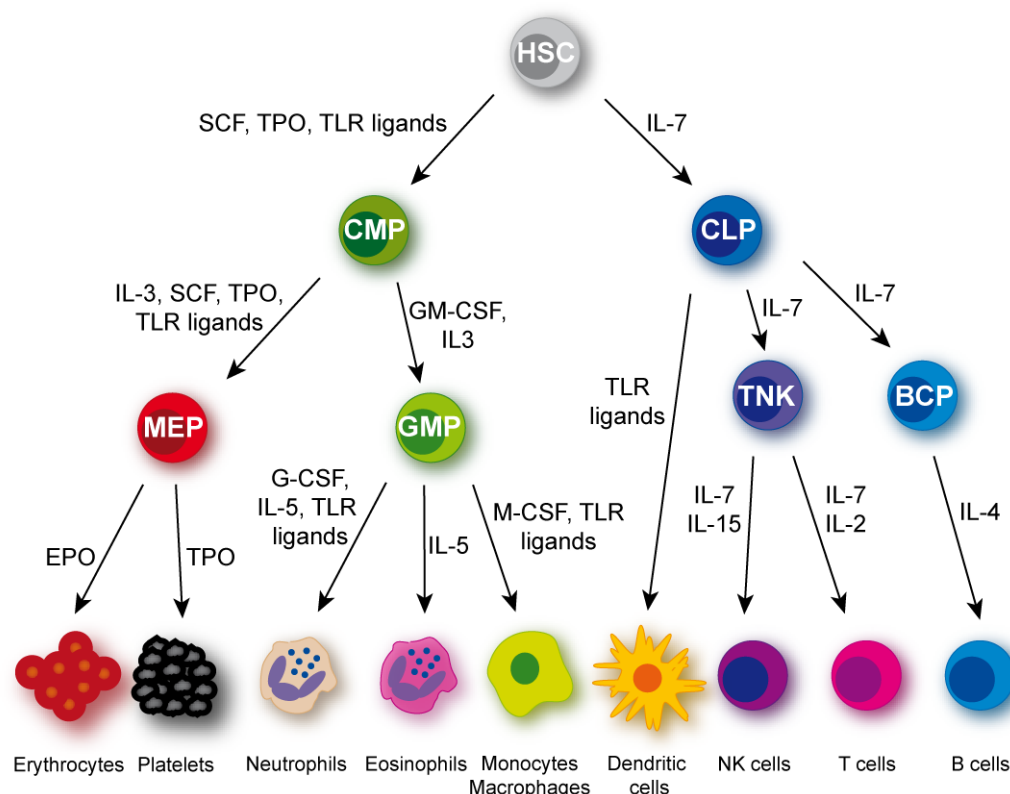 HSC
SCF, TPO, TLR ligands
IL-7
CMP
CLP
IL-3, SCF, TPO,
TLR ligands
GM-CSF,
IL3
IL-7
IL-7
TLR
ligands
MEP
GMP
TNK
BCP
EPO
TPO
G-CSF,
IL-5, TLR
ligands
IL-5
M-CSF, TLR
ligands
IL-7
IL-15
IL-7
IL-2
IL-4
Erythrocytes
Platelets
Neutrophils
Eosinophils
Monocytes
Macrophages
Dendritic
cells
NK cells
T cells
B cells